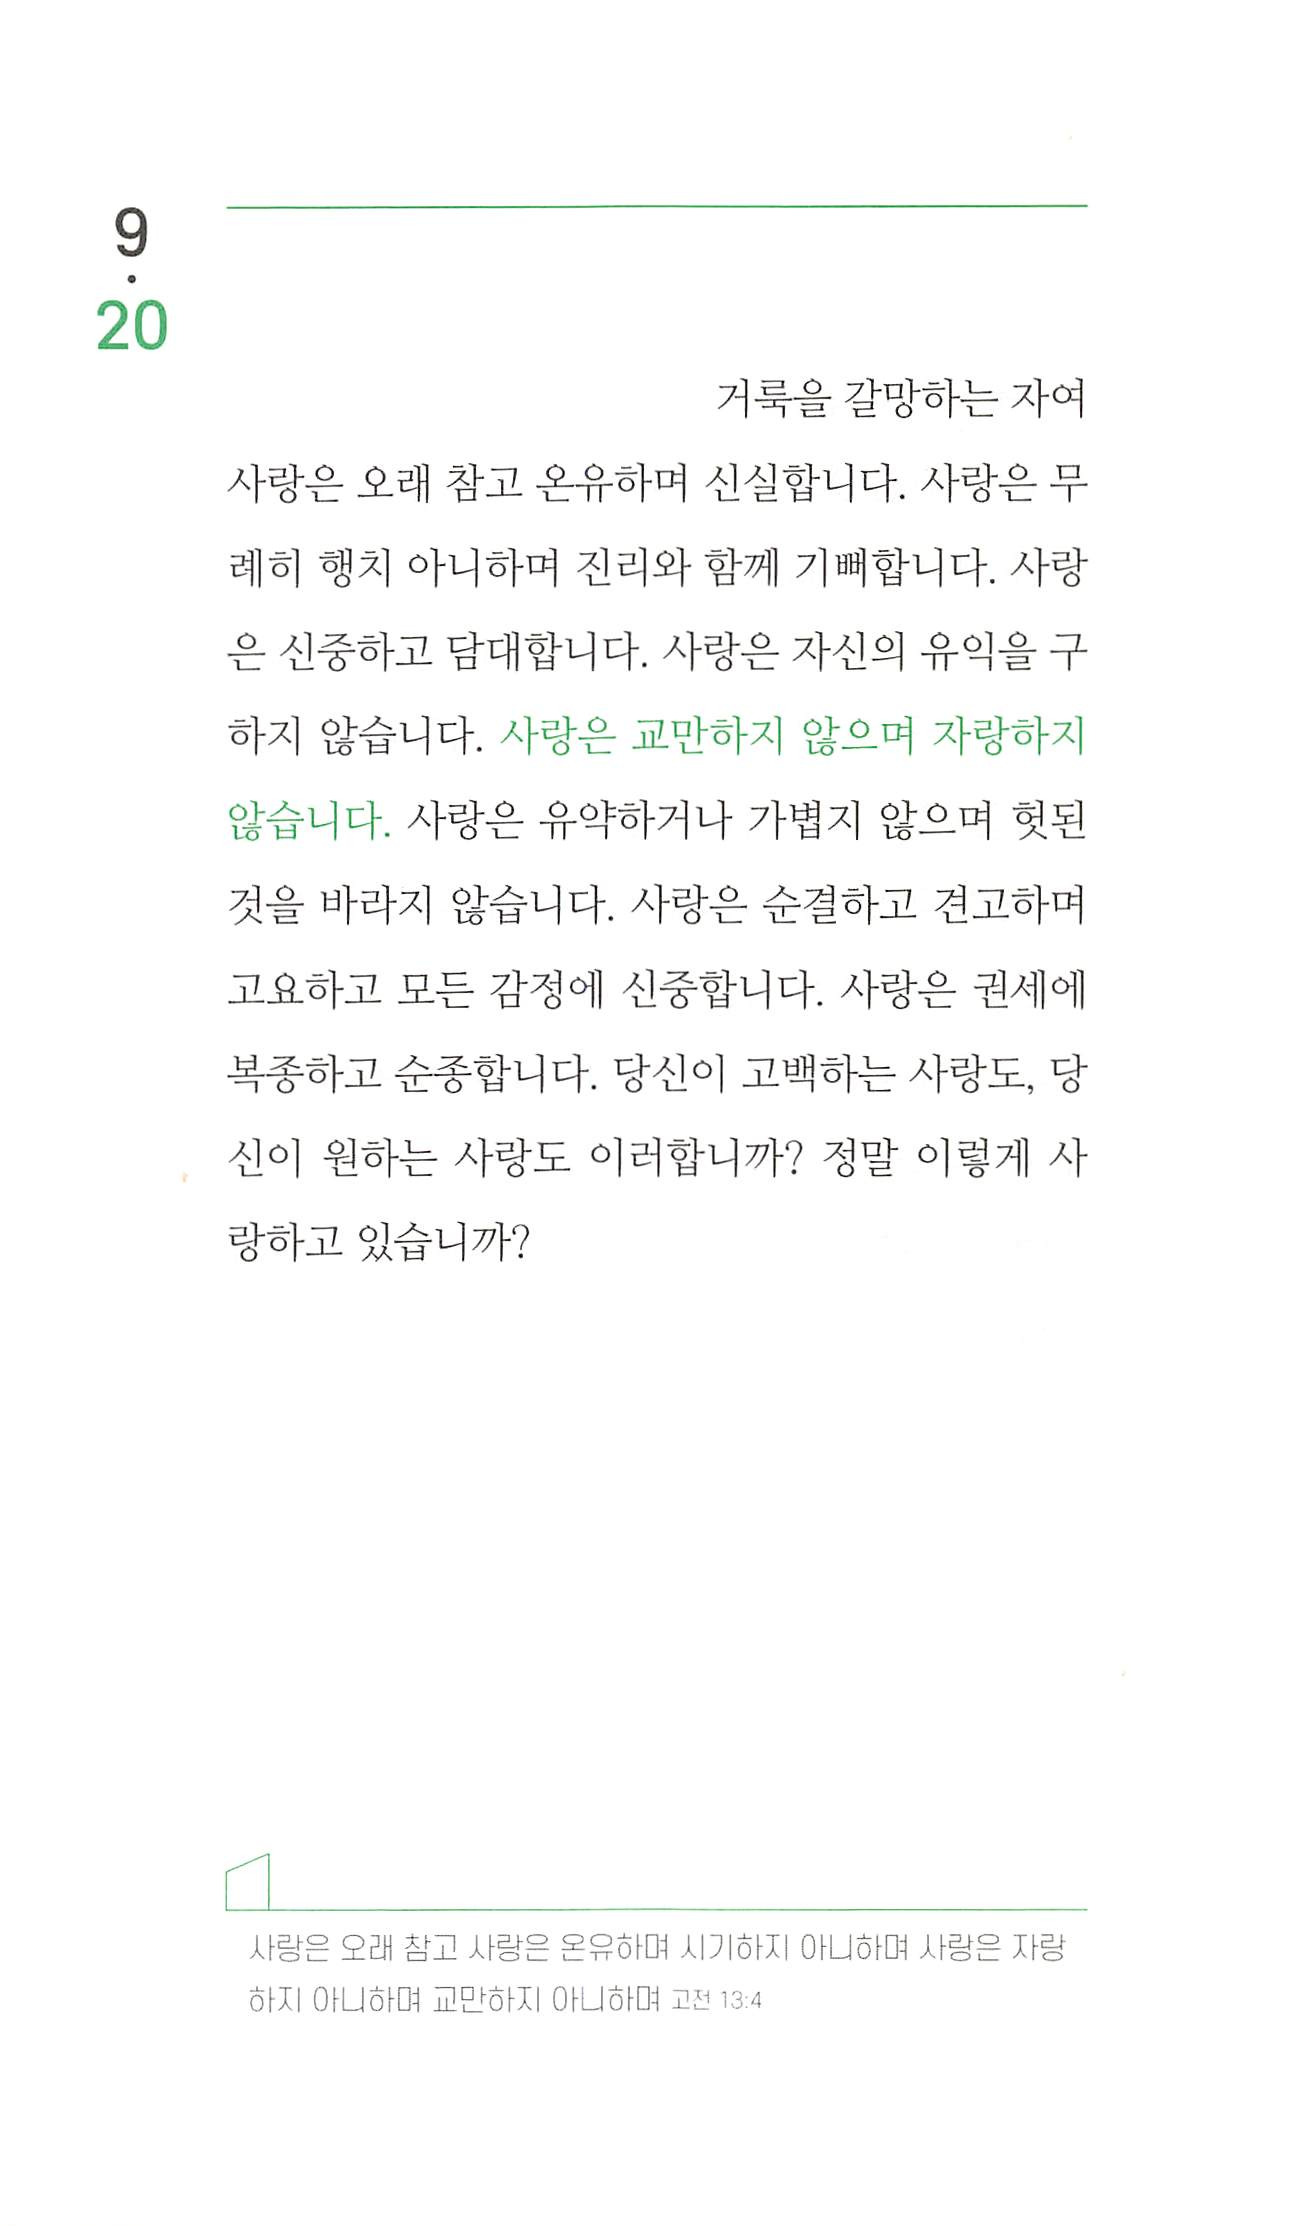 9
·
20
거룩을 갈망하는 자여
사랑은 오래 참고 온유하며 신실합니다. 사랑은 무
례히 행치 아니하며 진리와 함께 기뻐합니다. 사랑
은 신중하고 담대합니다. 사랑은 자신의 유익을 구
하지 않습니다. 사랑은 교만하지 않으며 자랑하지
않습니다. 사랑은 유약하거나 가볍지 않으며 헛된
것을 바라지 않습니다. 사랑은 순결하고 견고하며
고요하고 모든 감정에 신중합니다. 사랑은 권세에
복종하고 순종합니다. 당신이 고백하는 사랑도, 당
신이 원하는 사랑도 이러합니까? 정말 이렇게 사
랑하고 있습니까?
사랑은 오래 참고 사랑은 온유하며 시기하지 아니하며 사랑은 자랑
하지 아니하며 교만하지 아니하며 고전 13:4